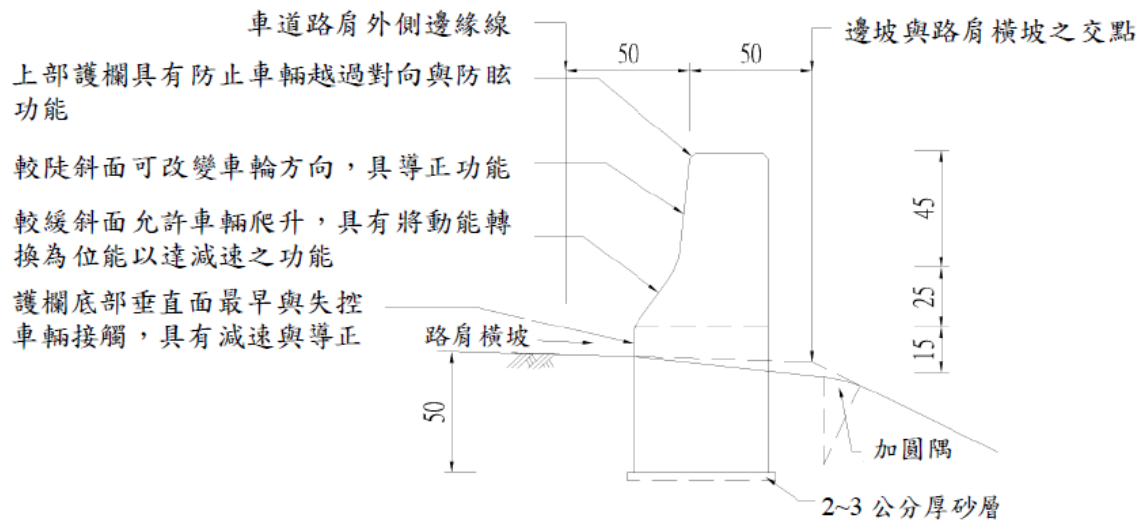 車道路肩外側邊緣線
50
50
邊坡與路肩橫坡之交點
上部護欄具有防止車輛越過對向與防眩
功能
較陡斜面可改變車輪方向，具導正功能
45
較緩斜面允許車輛爬升，具有將動能轉
換為位能以達減速之功能
25
護欄底部垂直面最早與失控
車輛接觸，具有減速與導正
路肩橫坡
15
50
加圓隅
2~3 公分厚砂層